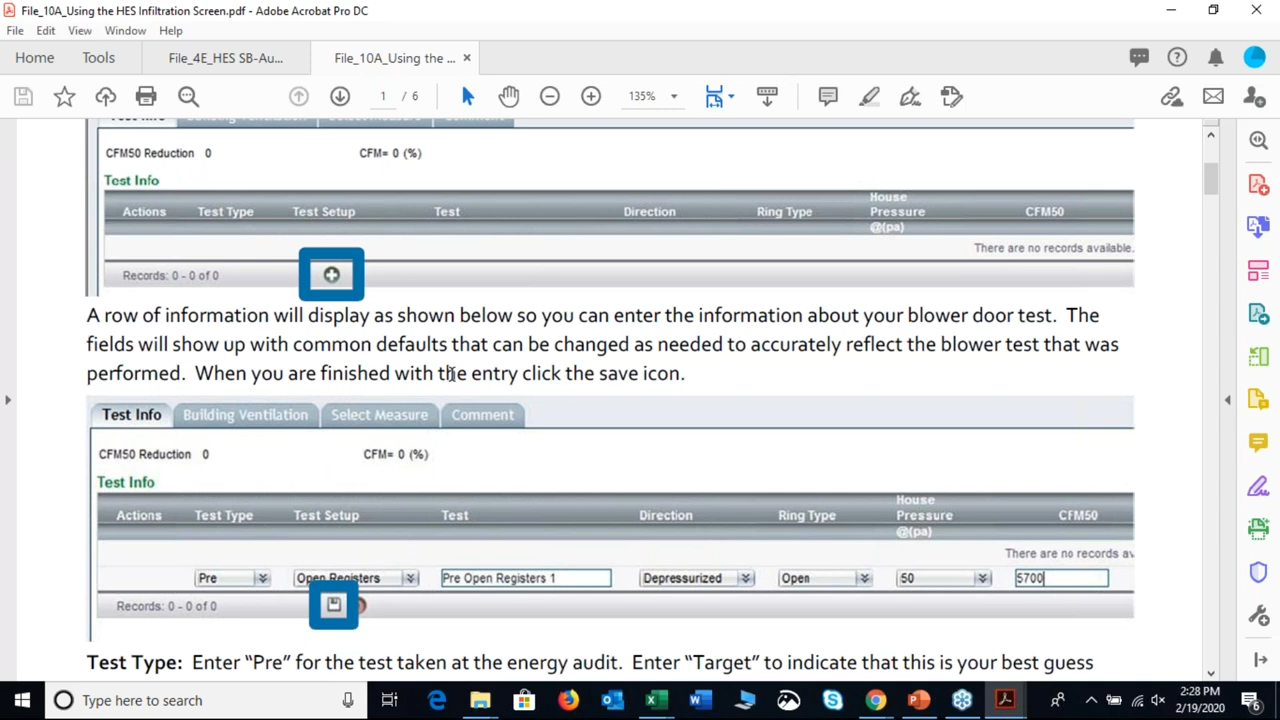 File_10A_Using the HES Infiltration Screen.pdf - Adobe Acrobat Pro DC
File Edit View Window Help
Home Tools File_4E_HES SB-Au... File_10A_Using the ... ×
1 / 6 135%
CFM50 Reduction 0 CFM= 0 (%)
Test Info
Actions Test Type Test Setup Test Direction Ring Type House Pressure @(pa) CFM50
There are no records available.
Records: 0 - 0 of 0
A row of information will display as shown below so you can enter the information about your blower door test. The
fields will show up with common defaults that can be changed as needed to accurately reflect the blower test that was
performed. When you are finished with the entry click the save icon.
Test Info Building Ventilation Select Measure Comment
CFM50 Reduction 0 CFM= 0 (%)
Test Info
Actions Test Type Test Setup Test Direction Ring Type House Pressure @(pa) CFM50
There are no records av
Pre Open Registers Pre Open Registers 1 Depressurized Open 50 5700
Records: 0 - 0 of 0
Test Type: Enter “Pre” for the test taken at the energy audit. Enter “Target” to indicate that this is your best guess
Type here to search
2:28 PM
2/19/2020
6